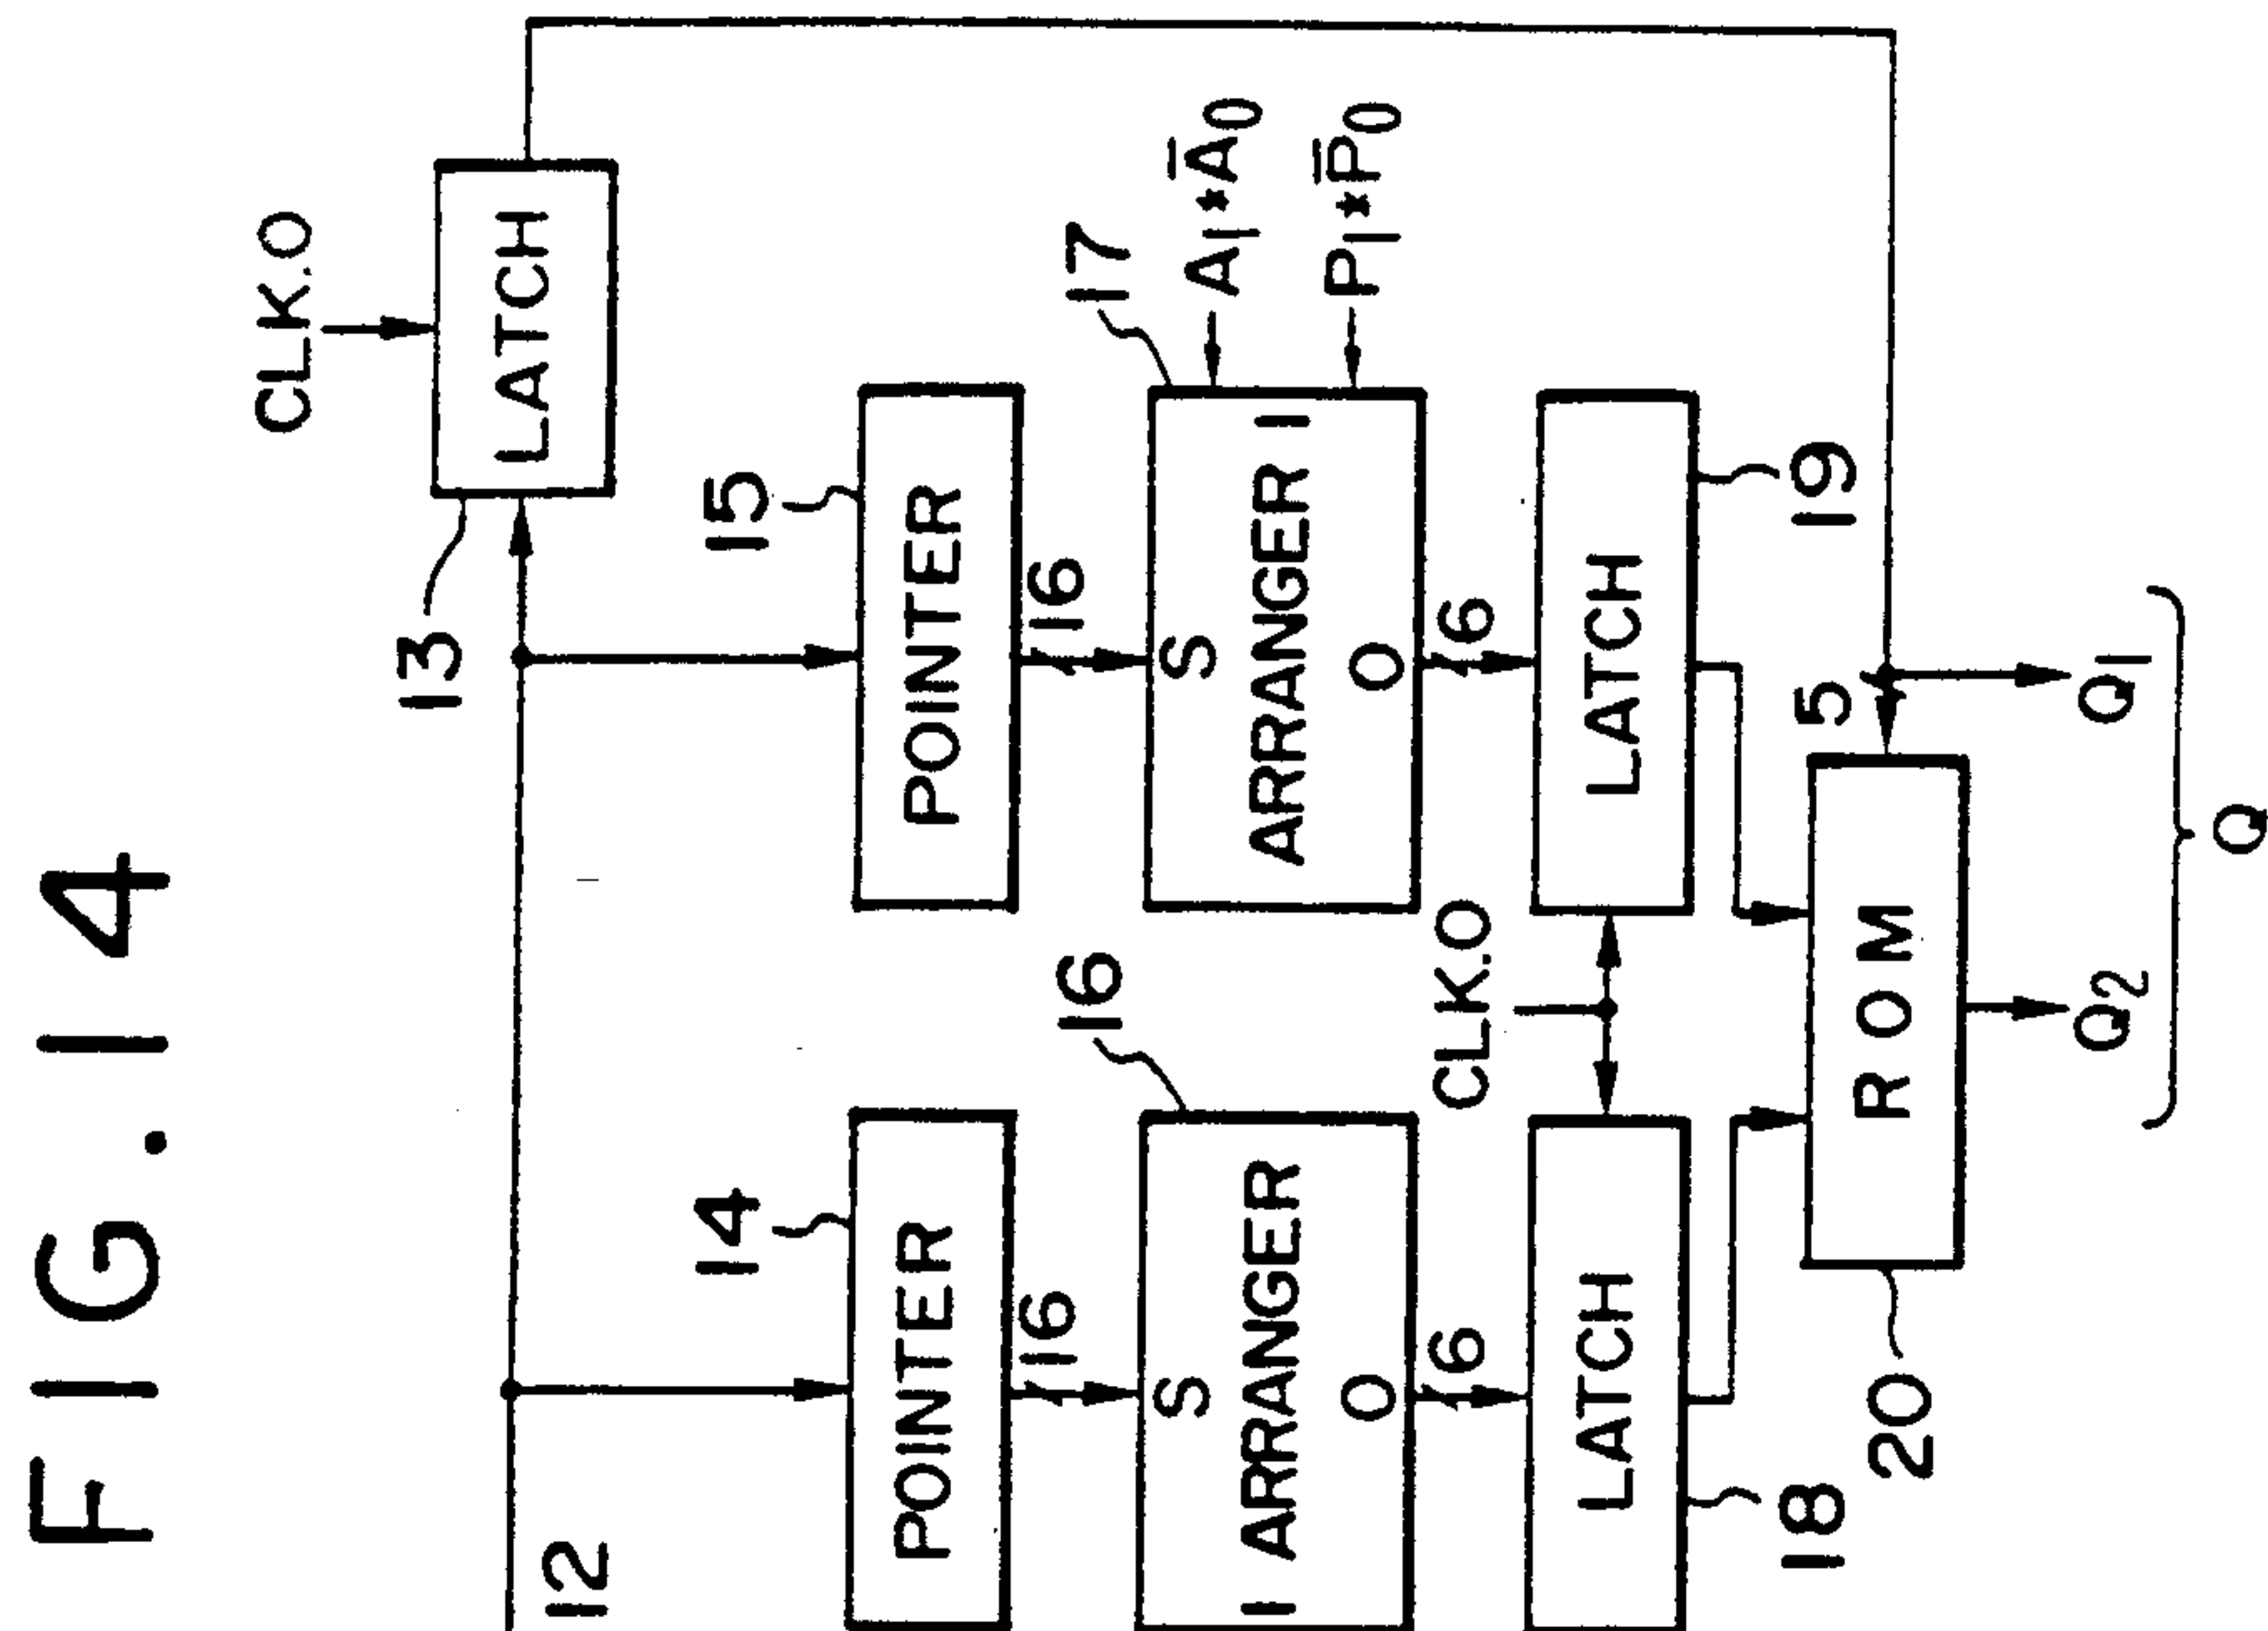 FIG.14
CLK.0
13
LATCH
12
14
15
POINTER
POINTER
16
16
16
17
S
S
A1*A̅0
I ARRANGER
ARRANGER I
P1*P̅0
O
O
6
CLK.0
6
LATCH
LATCH
18
19
5
20
ROM
Q2
Q1
Q